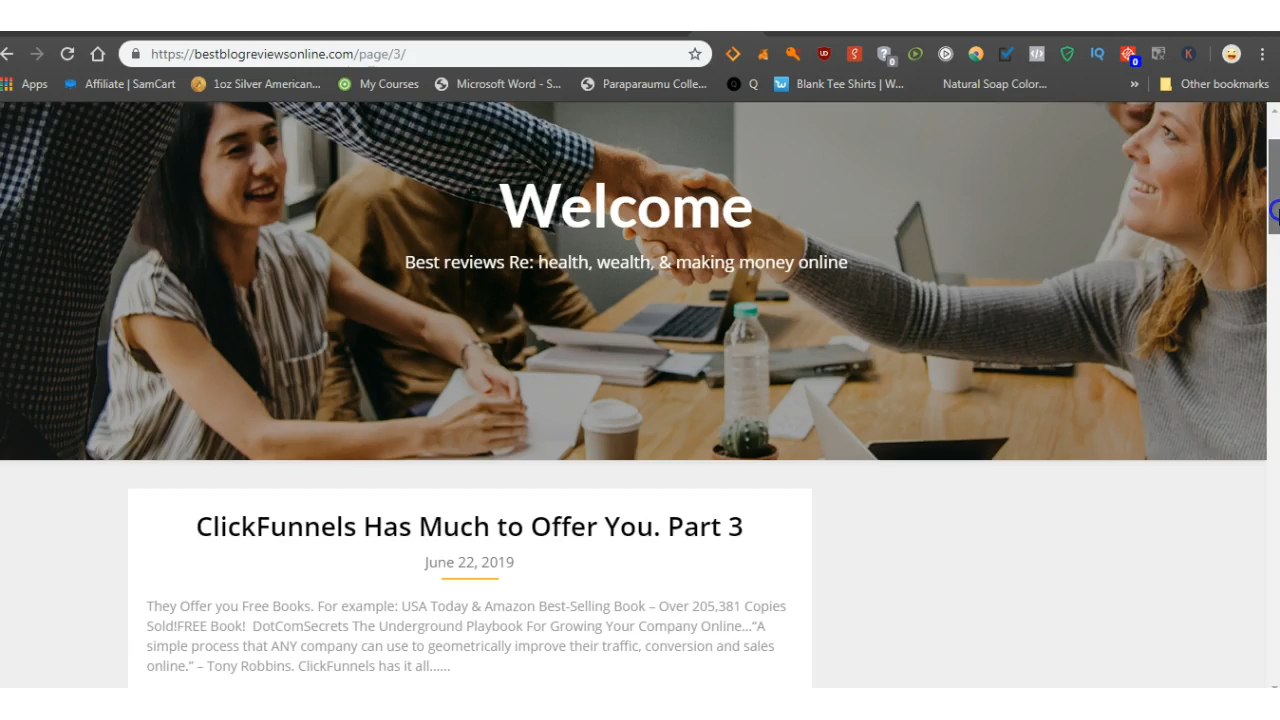 https://bestblogreviewsonline.com/page/3/
Apps Affiliate | SamCart 1oz Silver American... My Courses Microsoft Word - S... Paraparaumu Colle... Q Blank Tee Shirts | W... Natural Soap Color... » Other bookmarks
Welcome
Best reviews Re: health, wealth, & making money online
ClickFunnels Has Much to Offer You. Part 3
June 22, 2019
They Offer you Free Books. For example: USA Today & Amazon Best-Selling Book – Over 205,381 Copies
Sold!FREE Book!  DotComSecrets The Underground Playbook For Growing Your Company Online...“A
simple process that ANY company can use to geometrically improve their traffic, conversion and sales
online.” – Tony Robbins. ClickFunnels has it all......